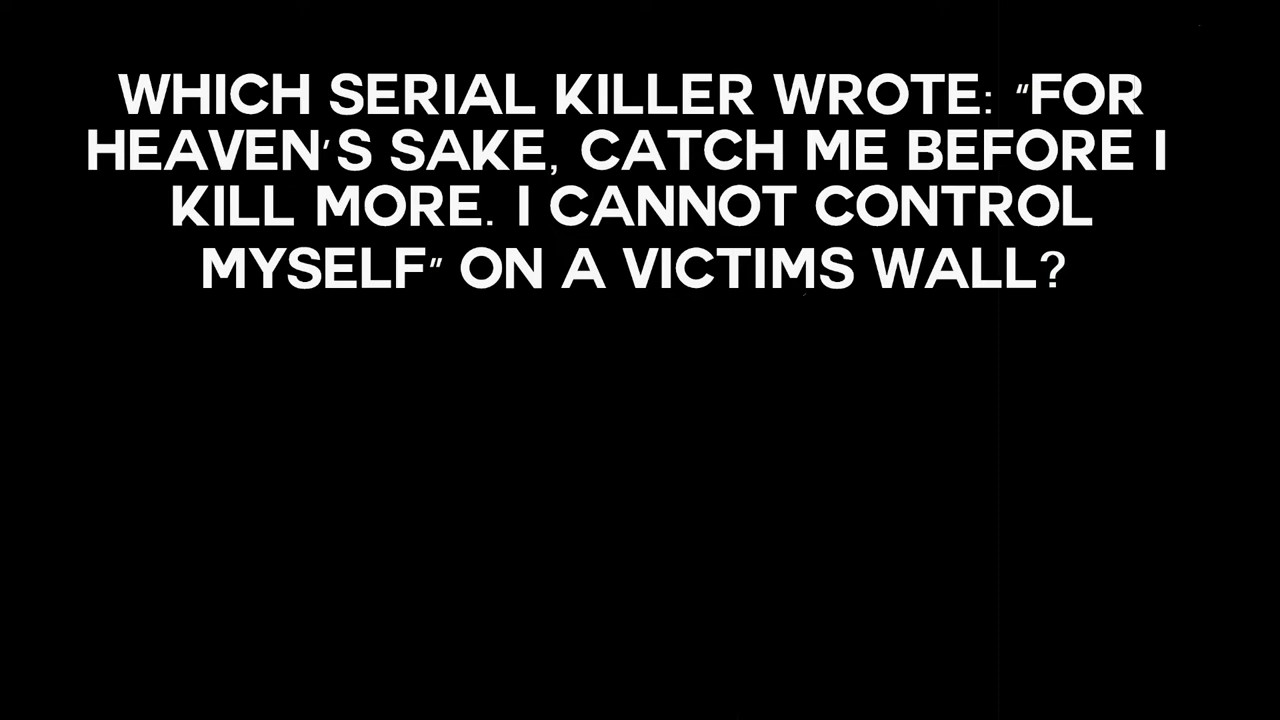 WHICH SERIAL KILLER WROTE: "FOR
HEAVEN'S SAKE, CATCH ME BEFORE I
KILL MORE. I CANNOT CONTROL
MYSELF" ON A VICTIMS WALL?